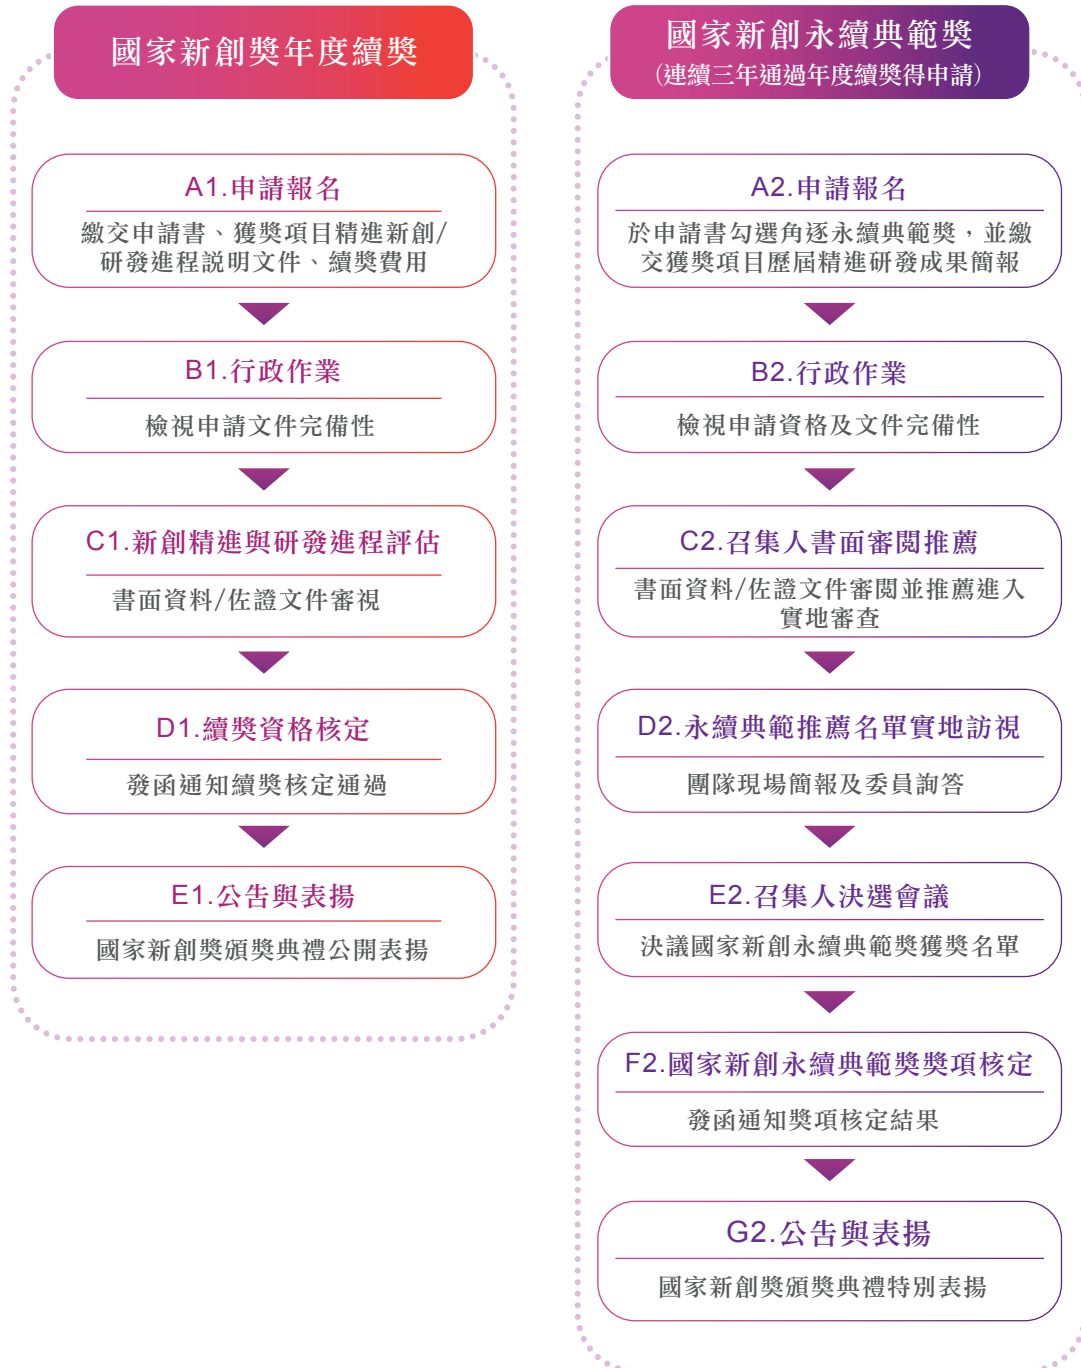 國家新創獎年度續獎
A1.申請報名
繳交申請書、獲獎項目精進新創/
研發進程説明文件、續獎費用
B1.行政作業
檢視申請文件完備性
C1.新創精進與研發進程評估
書面資料/佐證文件審視
D1.續獎資格核定
發函通知續獎核定通過
E1.公告與表揚
國家新創獎頒獎典禮公開表揚
國家新創永續典範獎
(連續三年通過年度續獎得申請)
A2.申請報名
於申請書勾選角逐永續典範獎，並繳
交獲獎項目歷屆精進研發成果簡報
B2.行政作業
檢視申請資格及文件完備性
C2.召集人書面審閱推薦
書面資料/佐證文件審閱並推薦進入
實地審查
D2.永續典範推薦名單實地訪視
團隊現場簡報及委員詢答
E2.召集人決選會議
決議國家新創永續典範獎獲獎名單
F2.國家新創永續典範獎獎項核定
發函通知獎項核定結果
G2.公告與表揚
國家新創獎頒獎典禮特別表揚